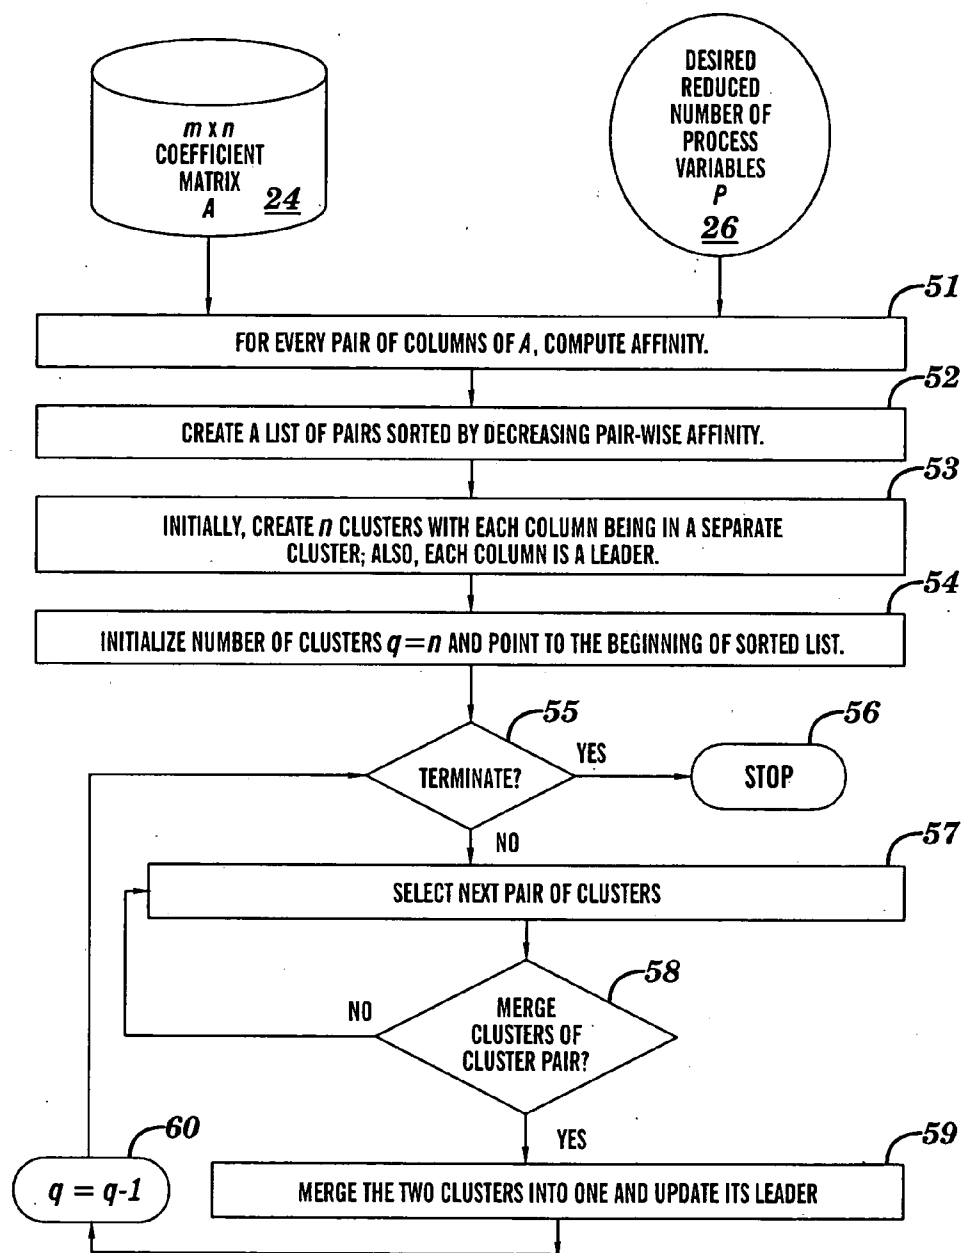 m x n
COEFFICIENT
MATRIX
A
24
DESIRED
REDUCED
NUMBER OF
PROCESS
VARIABLES
P
26
51
FOR EVERY PAIR OF COLUMNS OF A, COMPUTE AFFINITY.
52
CREATE A LIST OF PAIRS SORTED BY DECREASING PAIR-WISE AFFINITY.
53
INITIALLY, CREATE n CLUSTERS WITH EACH COLUMN BEING IN A SEPARATE
CLUSTER; ALSO, EACH COLUMN IS A LEADER.
54
INITIALIZE NUMBER OF CLUSTERS q=n AND POINT TO THE BEGINNING OF SORTED LIST.
55
TERMINATE?
YES
56
STOP
NO
57
SELECT NEXT PAIR OF CLUSTERS
58
MERGE
CLUSTERS OF
CLUSTER PAIR?
NO
YES
59
MERGE THE TWO CLUSTERS INTO ONE AND UPDATE ITS LEADER
60
q = q-1